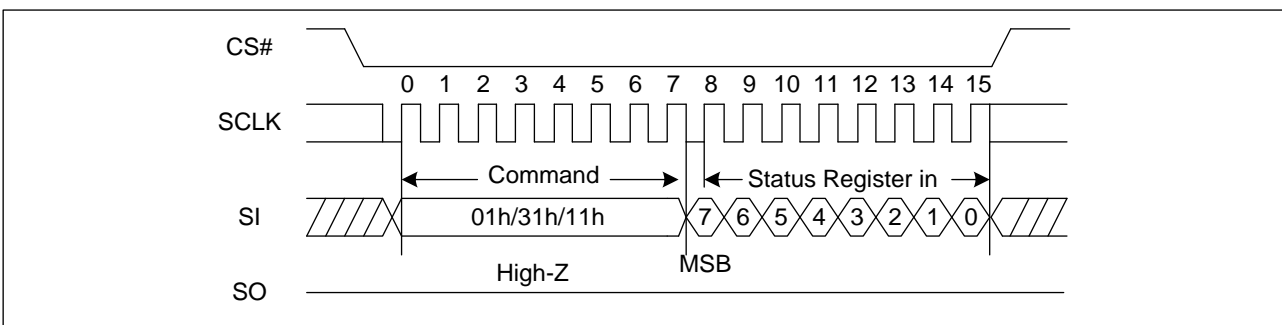 CS#
0 1 2 3 4 5 6 7 8 9 10 11 12 13 14 15
SCLK
Command Status Register in
SI 01h/31h/11h 7 6 5 4 3 2 1 0
High-Z MSB
SO